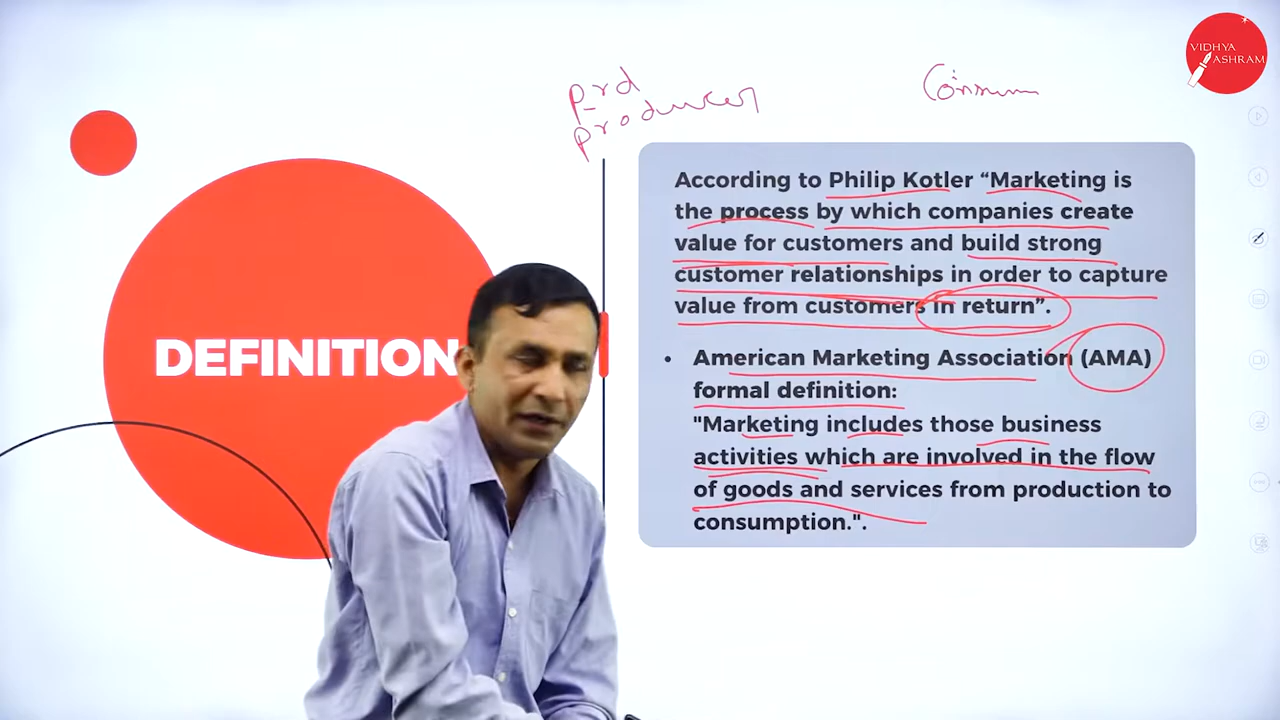 VIDHYA
ASHRAM
prd
producer
DEFINITION
According to Philip Kotler “Marketing is
the process by which companies create
value for customers and build strong
customer relationships in order to capture
value from customers in return”.
• American Marketing Association (AMA)
formal definition:
"Marketing includes those business
activities which are involved in the flow
of goods and services from production to
consumption.".